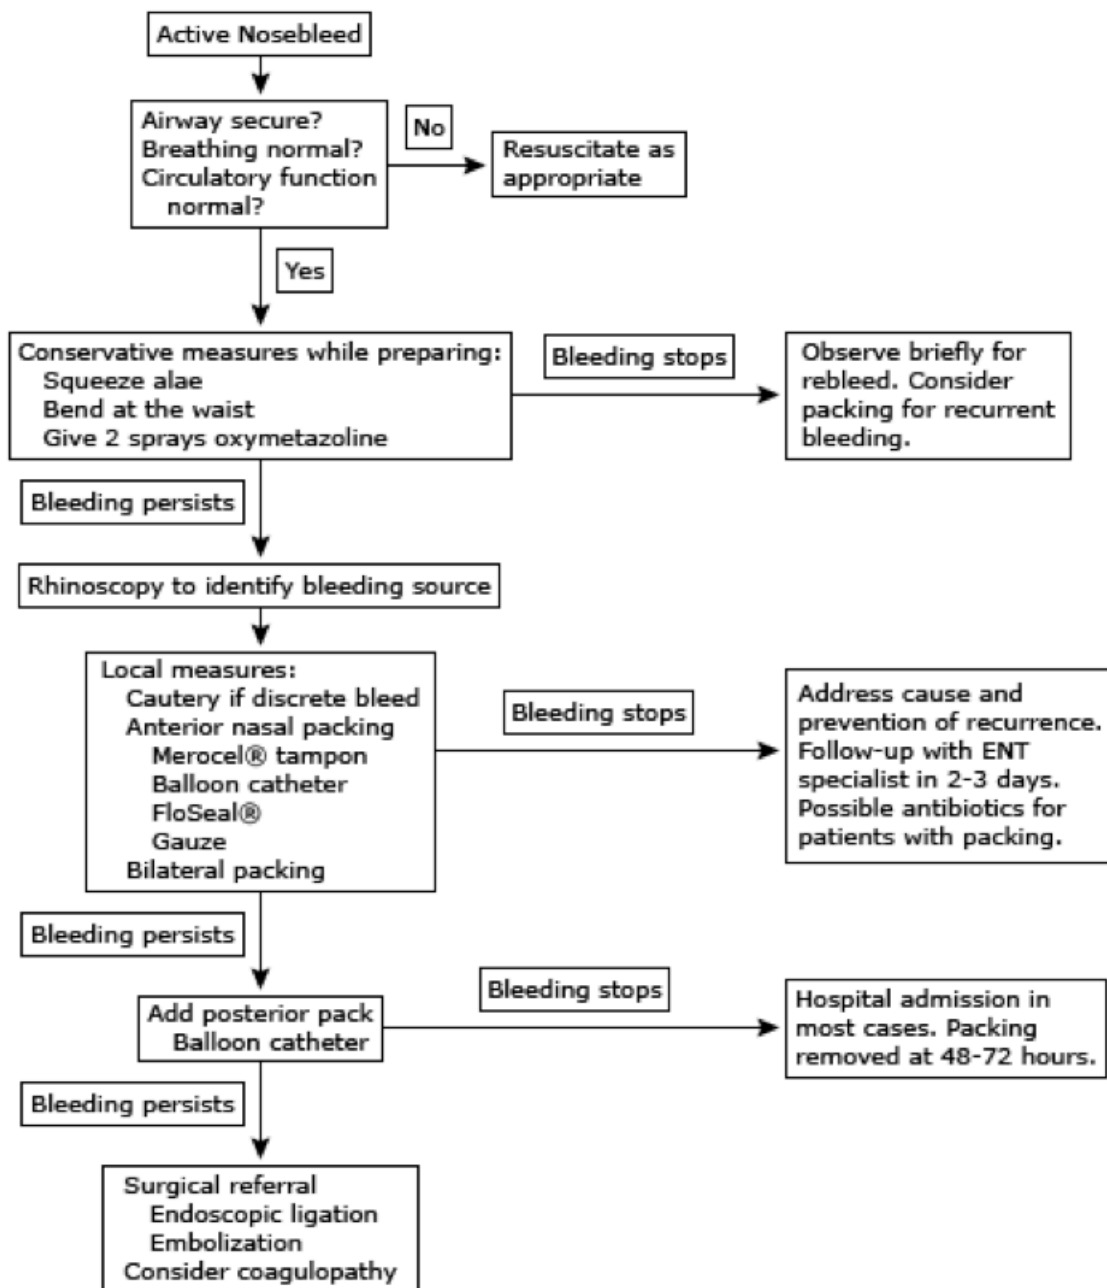 Active Nosebleed
Airway secure?
Breathing normal?
Circulatory function
normal?
No
Resuscitate as
appropriate
Yes
Conservative measures while preparing:
Squeeze alae
Bend at the waist
Give 2 sprays oxymetazoline
Bleeding stops
Observe briefly for
rebleed. Consider
packing for recurrent
bleeding.
Bleeding persists
Rhinoscopy to identify bleeding source
Local measures:
Cautery if discrete bleed
Anterior nasal packing
Merocel® tampon
Balloon catheter
FloSeal®
Gauze
Bilateral packing
Bleeding stops
Address cause and
prevention of recurrence.
Follow-up with ENT
specialist in 2-3 days.
Possible antibiotics for
patients with packing.
Bleeding persists
Add posterior pack
Balloon catheter
Bleeding stops
Hospital admission in
most cases. Packing
removed at 48-72 hours.
Bleeding persists
Surgical referral
Endoscopic ligation
Embolization
Consider coagulopathy